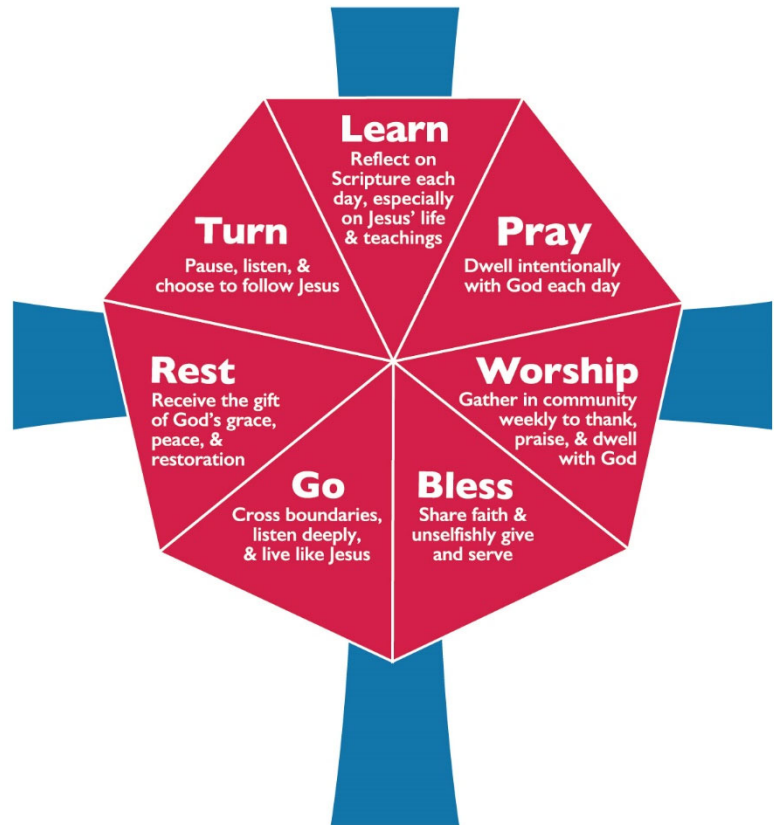 Learn
Reflect on
Scripture each
day, especially
on Jesus’ life
& teachings
Turn
Pause, listen, &
choose to follow Jesus
Pray
Dwell intentionally
with God each day
Rest
Receive the gift
of God’s grace,
peace, &
restoration
Worship
Gather in community
weekly to thank,
praise, & dwell
with God
Go
Cross boundaries,
listen deeply,
& live like Jesus
Bless
Share faith &
unselfishly give
and serve